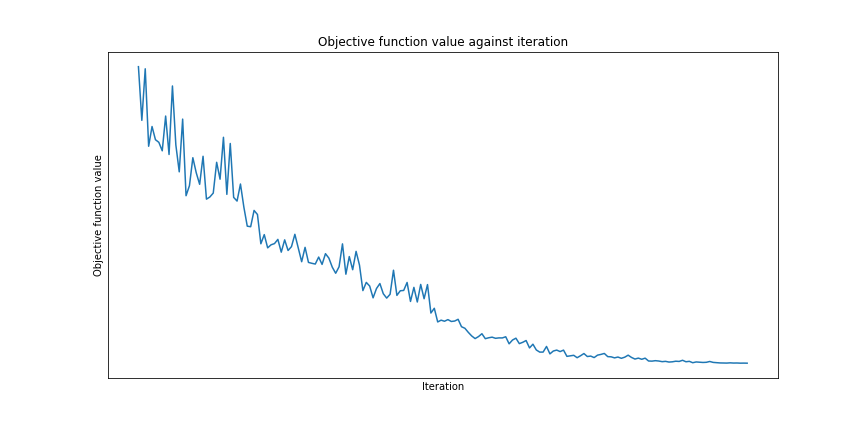 Objective function value against iteration
Objective function value
Iteration